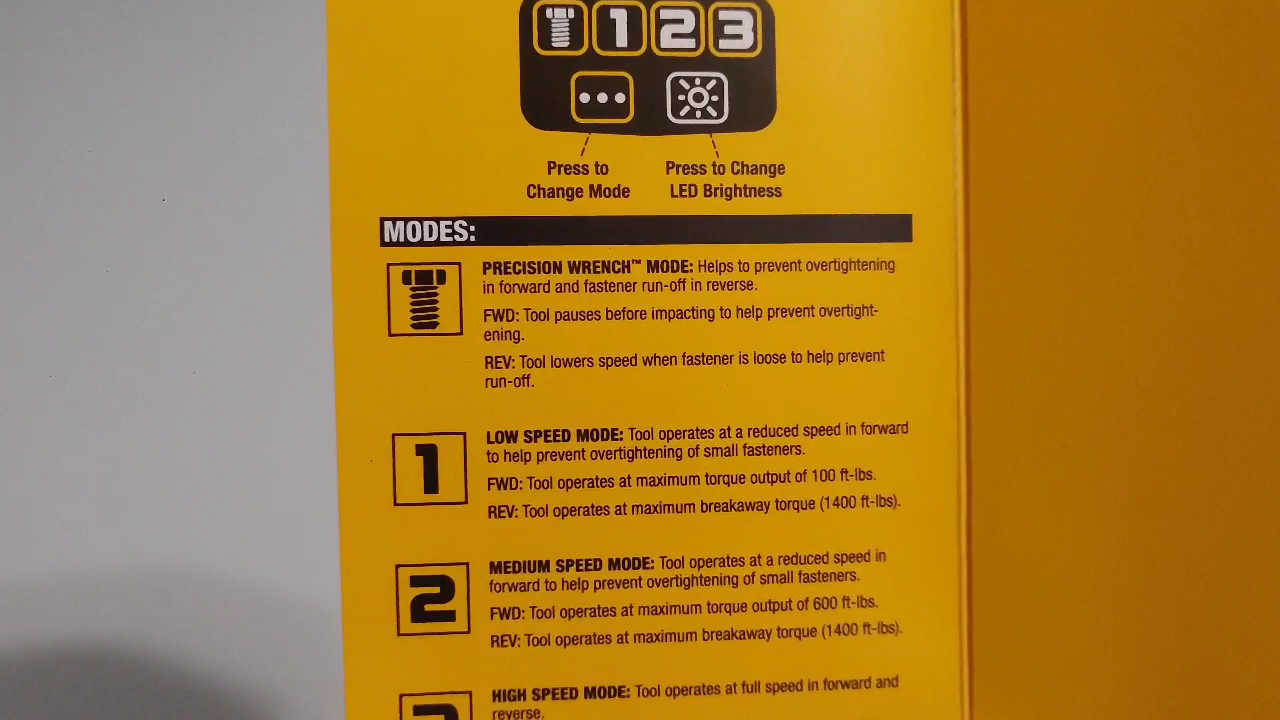 1 2 3
Press to Change Mode
Press to Change LED Brightness
MODES:
PRECISION WRENCH™ MODE: Helps to prevent overtightening
in forward and fastener run-off in reverse.
FWD: Tool pauses before impacting to help prevent overtight-
ening.
REV: Tool lowers speed when fastener is loose to help prevent
run-off.
1
LOW SPEED MODE: Tool operates at a reduced speed in forward
to help prevent overtightening of small fasteners.
FWD: Tool operates at maximum torque output of 100 ft-lbs.
REV: Tool operates at maximum breakaway torque (1400 ft-lbs).
2
MEDIUM SPEED MODE: Tool operates at a reduced speed in
forward to help prevent overtightening of small fasteners.
FWD: Tool operates at maximum torque output of 600 ft-lbs.
REV: Tool operates at maximum breakaway torque (1400 ft-lbs).
3
HIGH SPEED MODE: Tool operates at full speed in forward and
reverse.